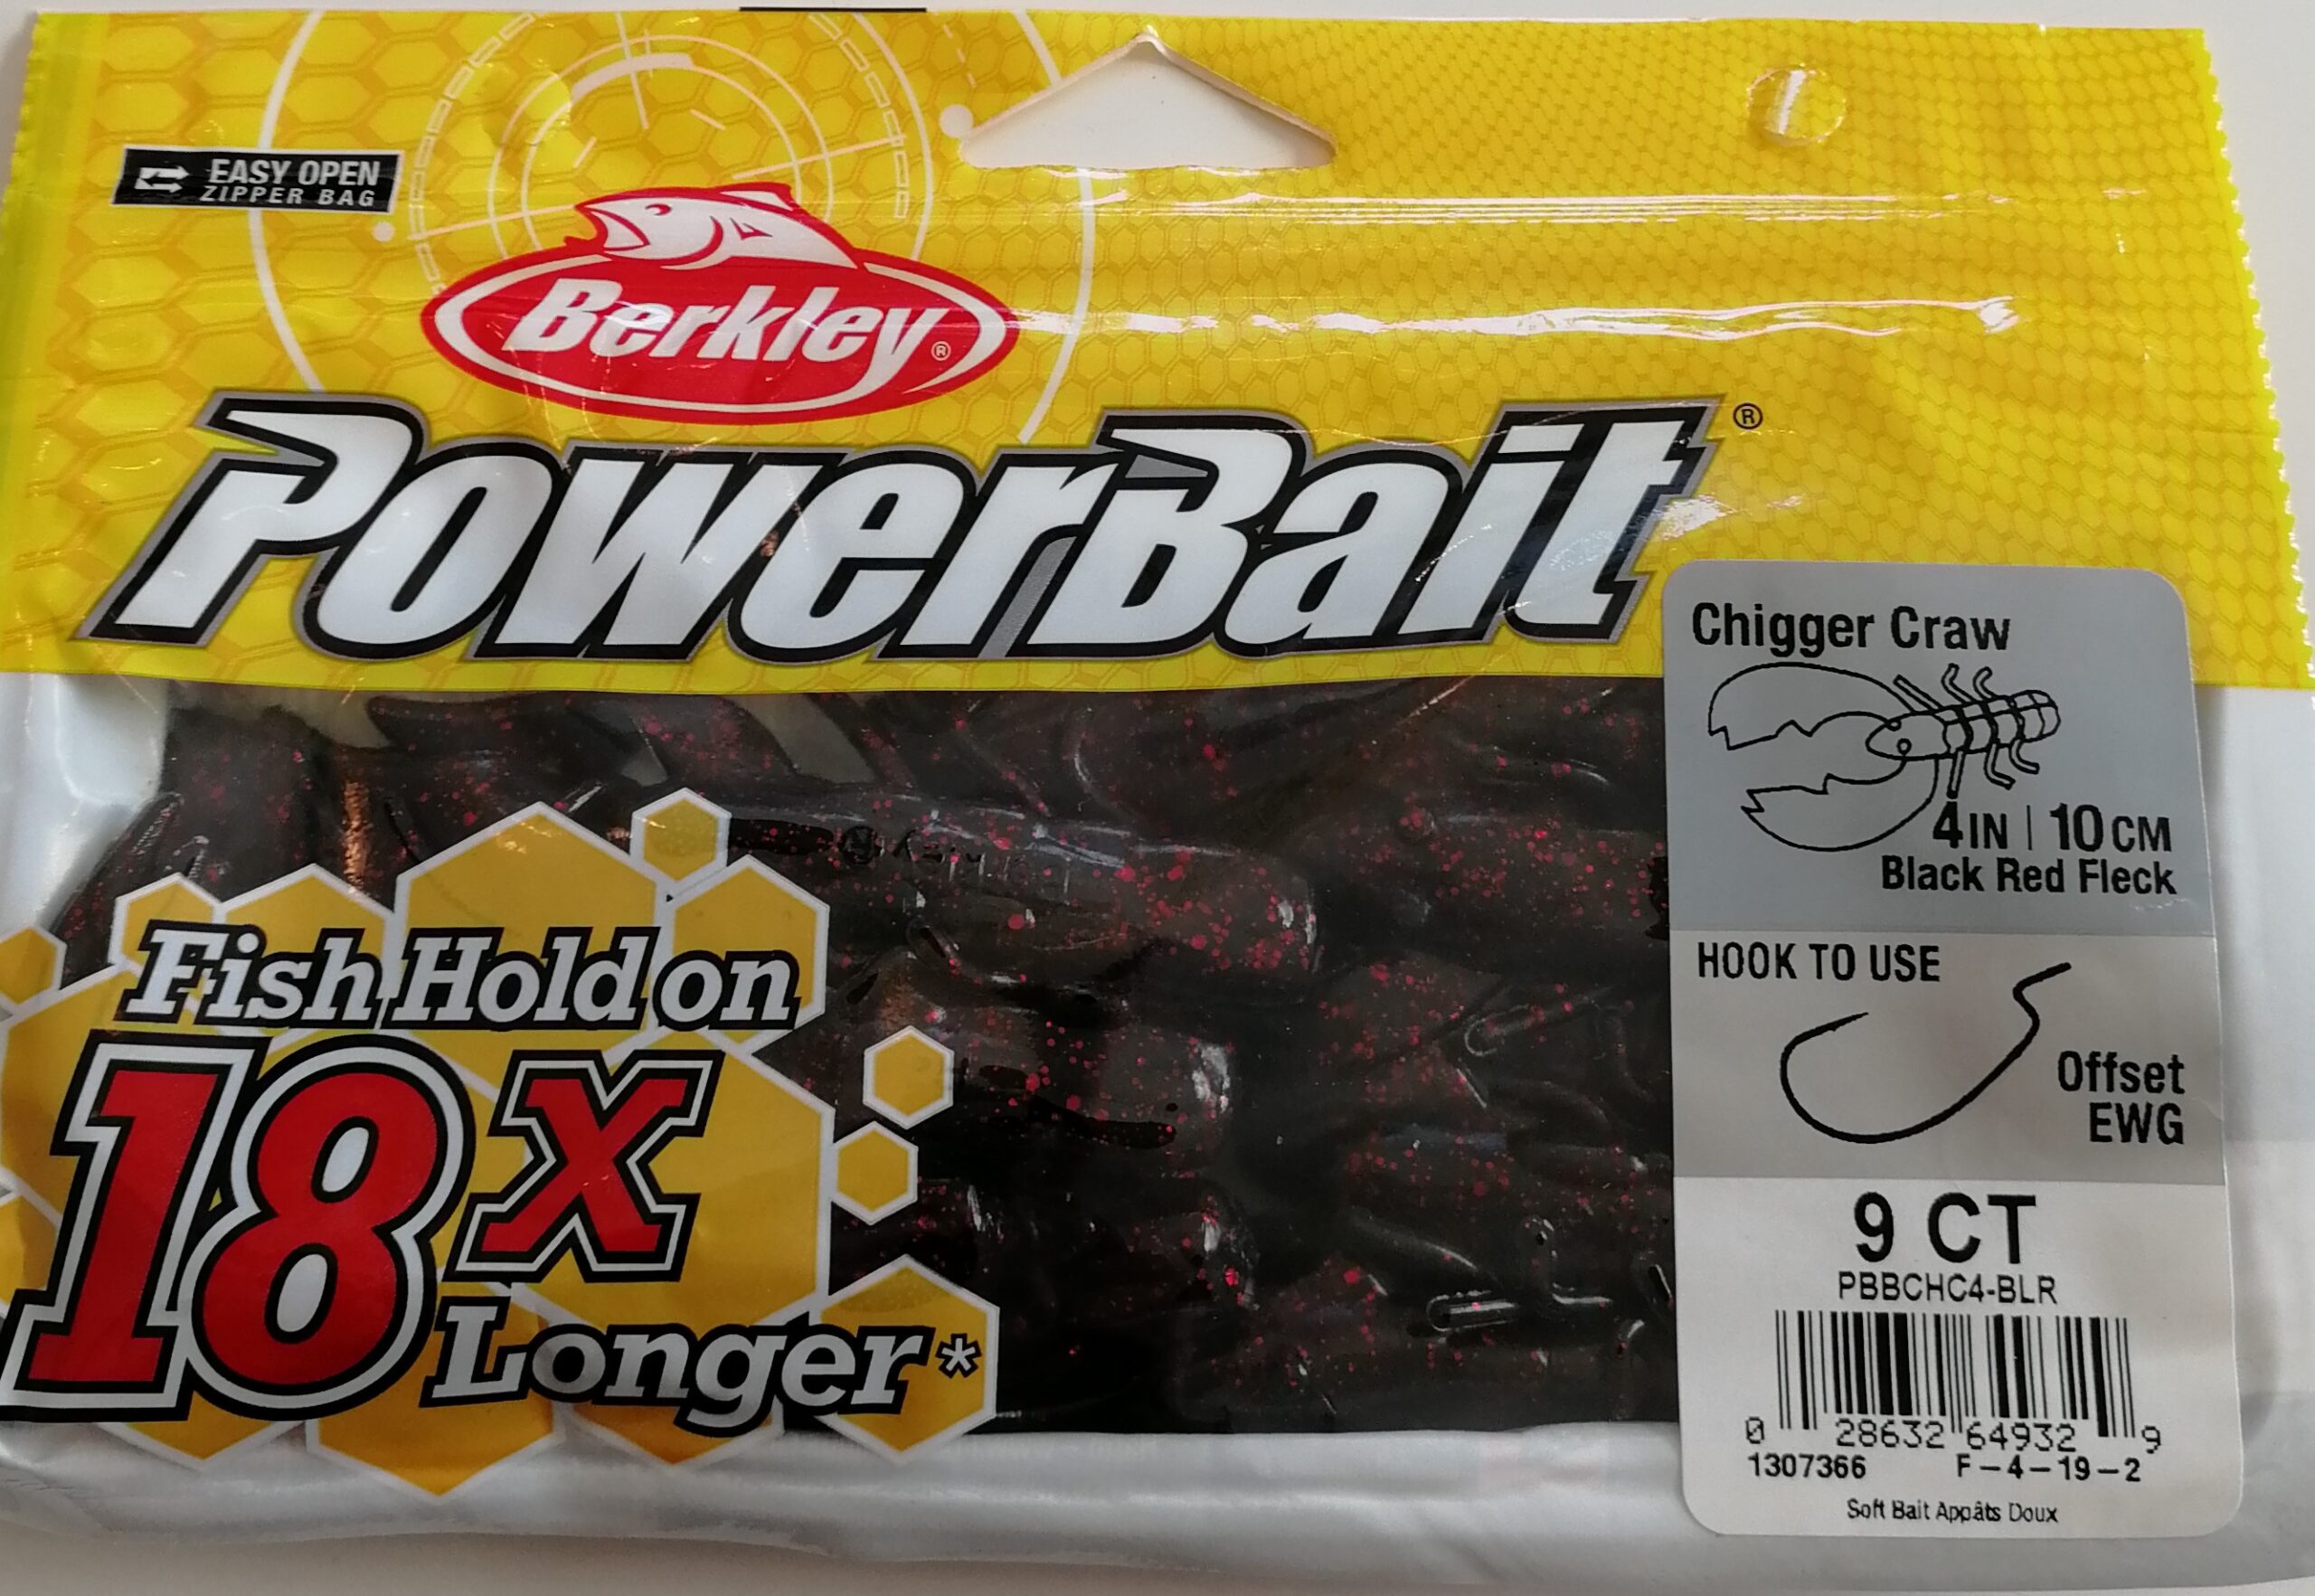 EASY OPEN
ZIPPER BAG
Berkley®
PowerBait®
Chigger Craw
4IN | 10CM
Black Red Fleck
HOOK TO USE
Offset
EWG
Fish Hold on
18X
Longer*
9 CT
PBBCHC4-BLR
0 28632 64932 9
1307366 F-4-19-2
Soft Bait Appâts Doux